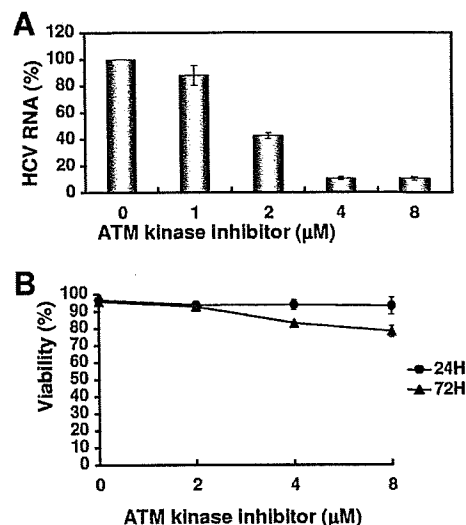 A
HCV RNA (%)
120
100
80
60
40
20
0
0 1 2 4 8
ATM kinase inhibitor (µM)
B
Viability (%)
100
90
80
70
60
50
40
30
20
10
0
24H
72H
0 2 4 8
ATM kinase inhibitor (µM)